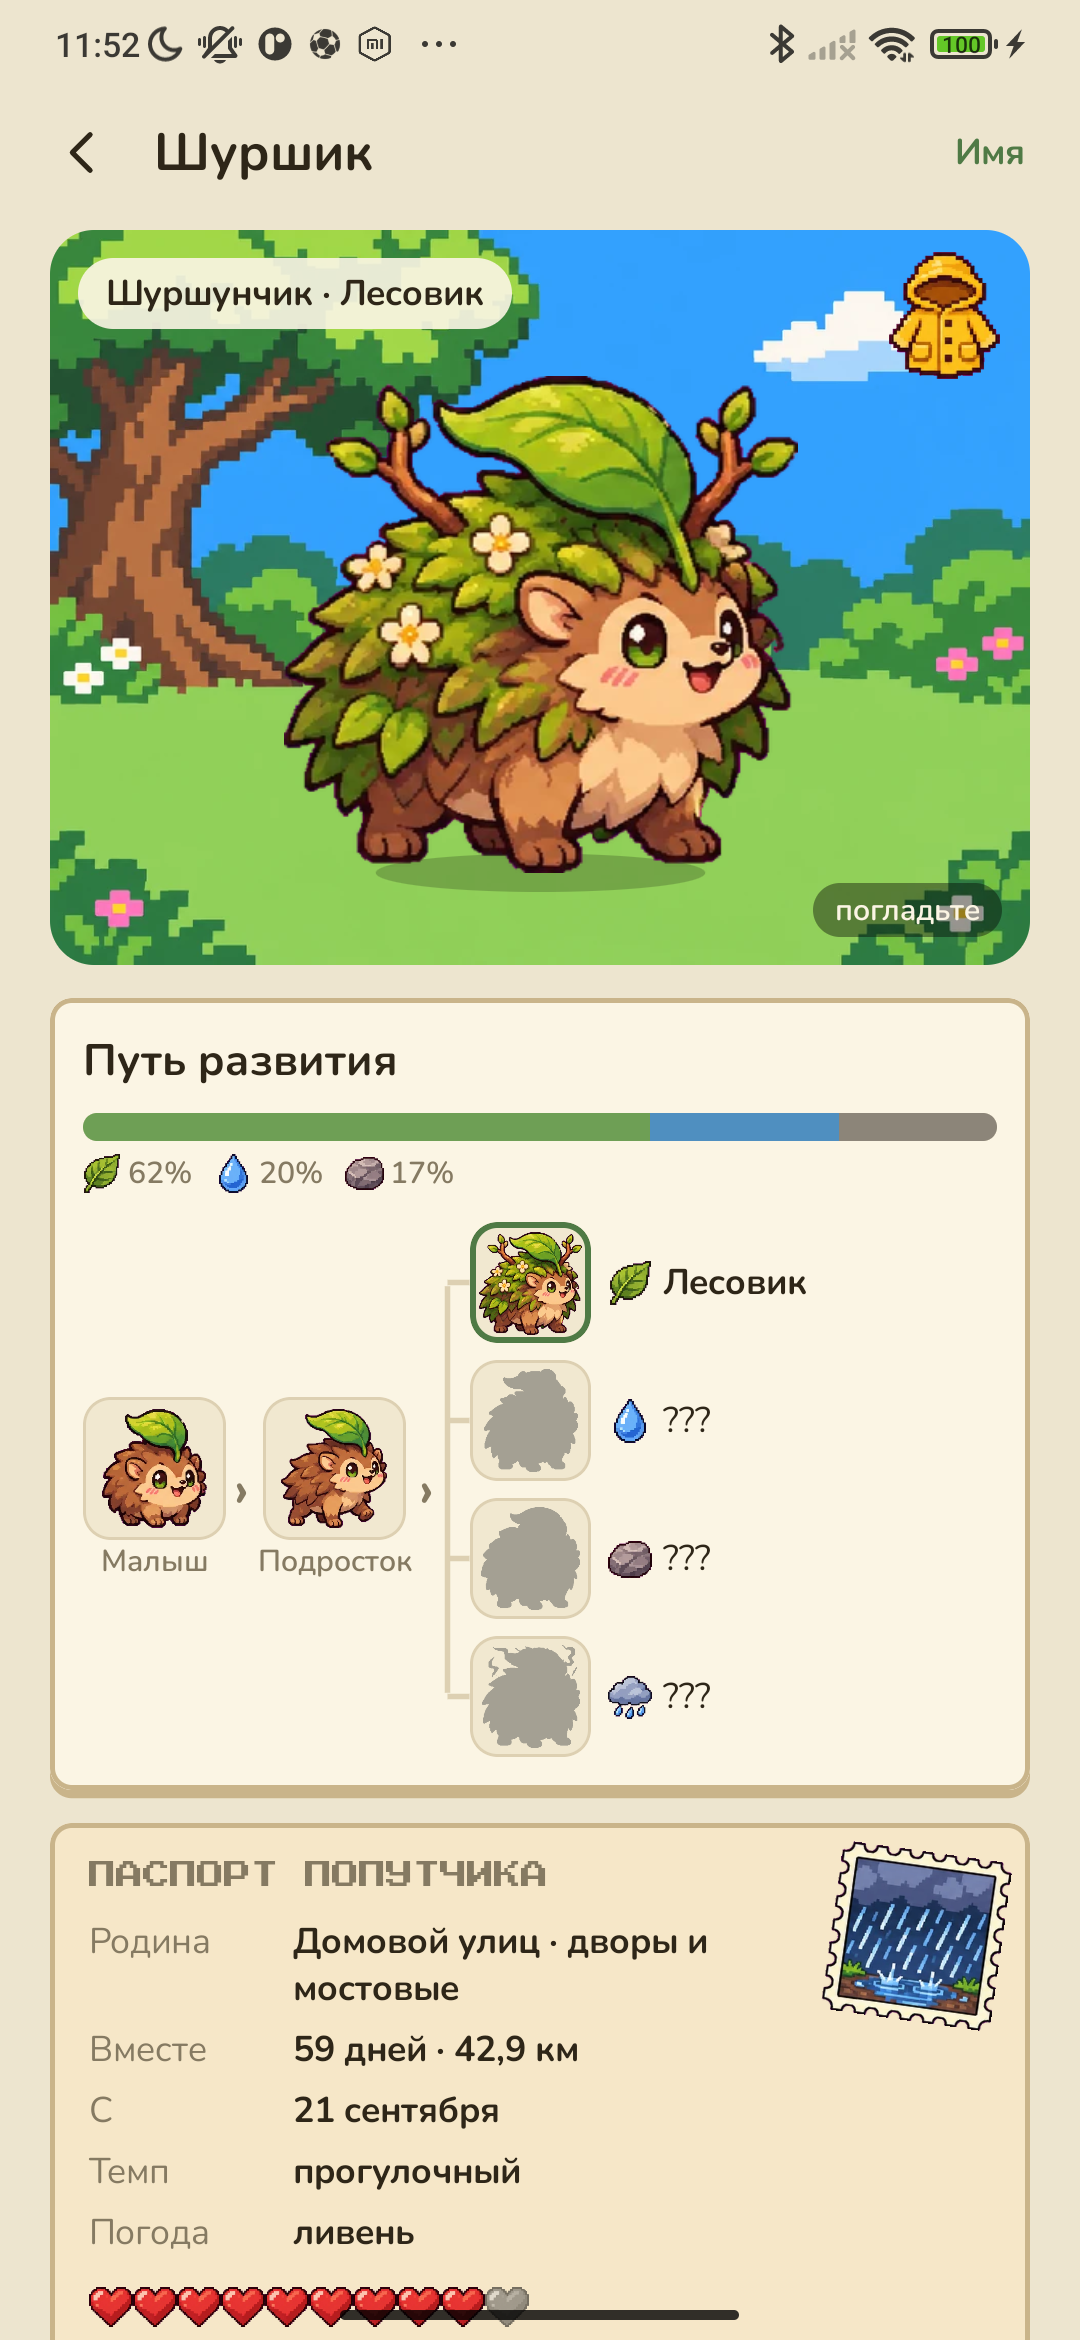 11:52
100
Шуршик
Имя
Шуршунчик · Лесовик
погладьте
Путь развития
62% 20% 17%
Лесовик
???
Малыш
Подросток
???
???
ПАСПОРТ ПОПУТЧИКА
Родина Домовой улиц · дворы и
мостовые
Вместе 59 дней · 42,9 км
С 21 сентября
Темп прогулочный
Погода ливень